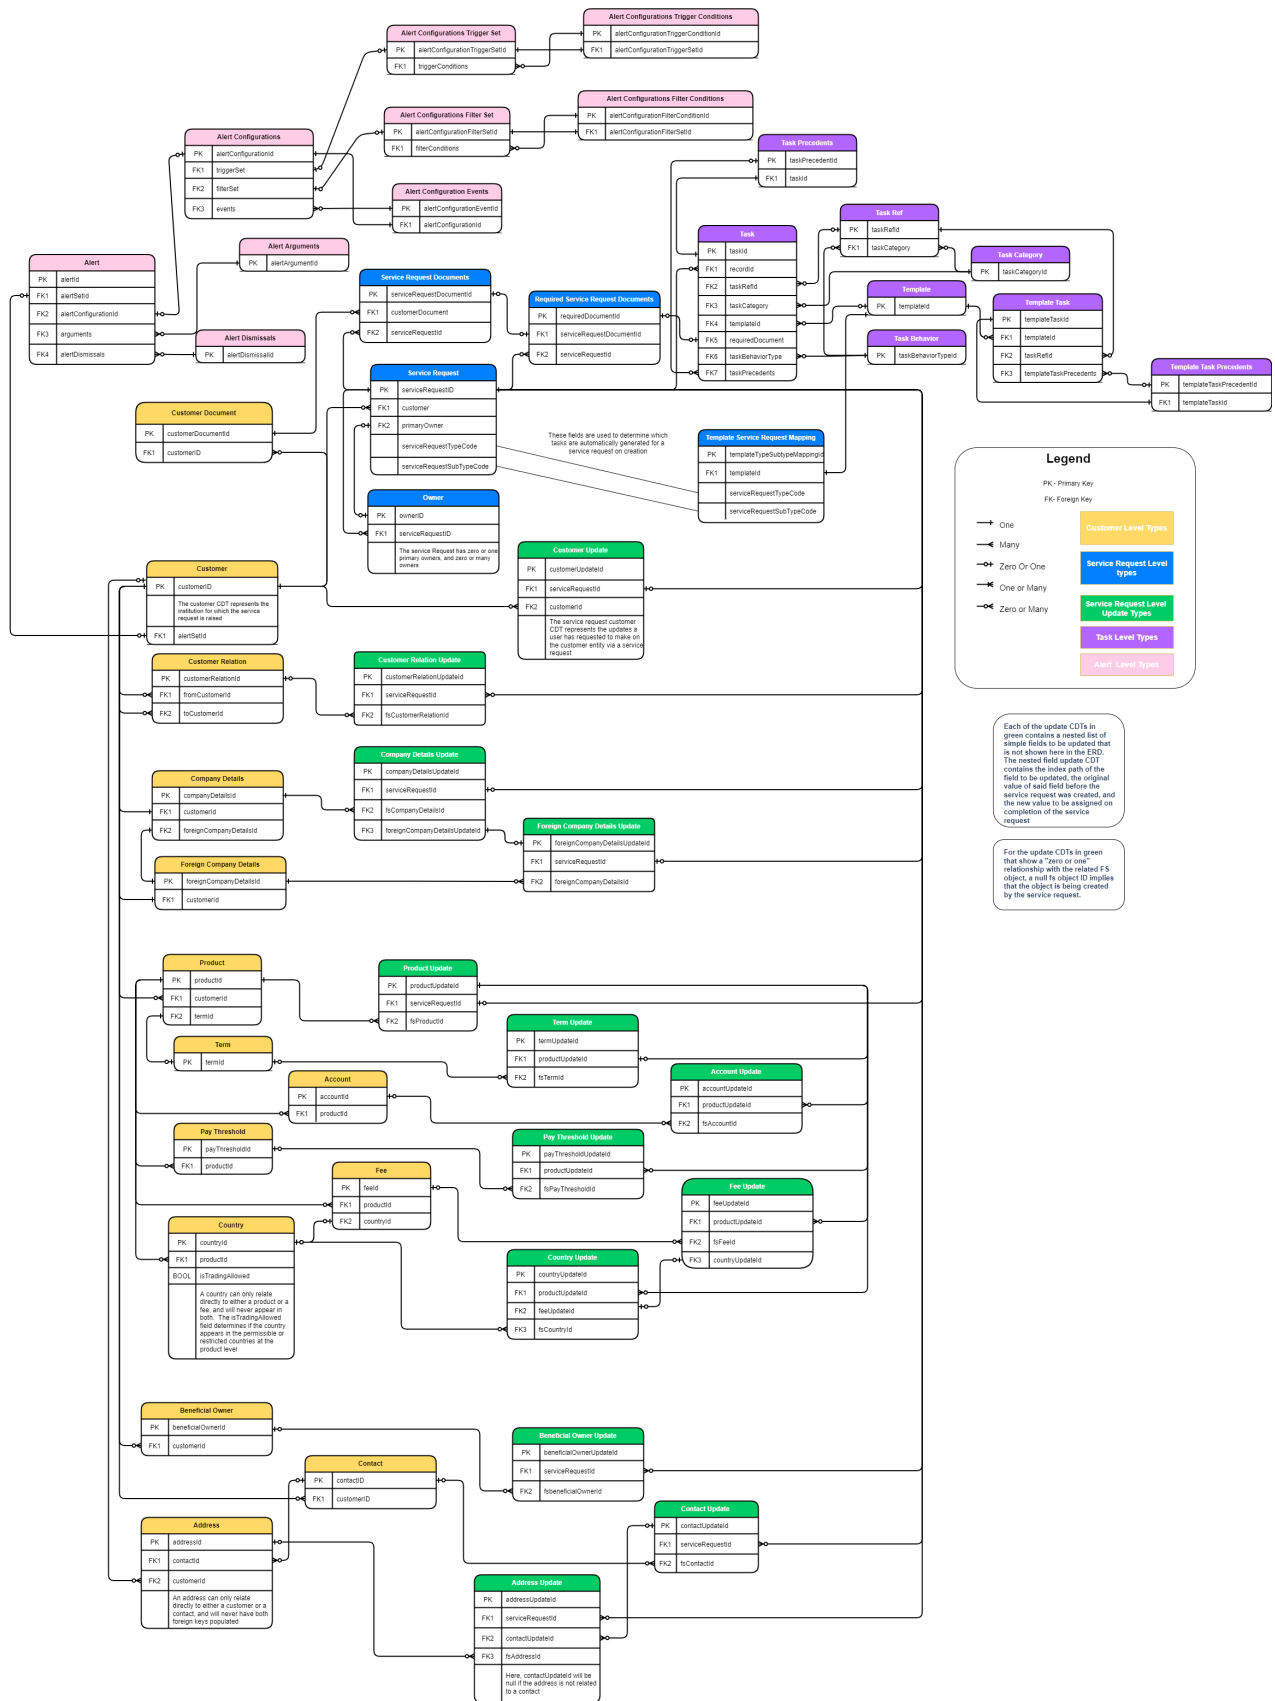 Alert Configurations Trigger Conditions
PK alertConfigurationTriggerConditionId
FK1 alertConfigurationTriggerSetId
Alert Configurations Trigger Set
PK alertConfigurationTriggerSetId
FK1 triggerConditions
Alert Configurations Filter Conditions
PK alertConfigurationFilterConditionId
FK1 alertConfigurationFilterSetId
Alert Configurations Filter Set
PK alertConfigurationFilterSetId
FK1 filterConditions
Alert Configurations
PK alertConfigurationId
FK1 triggerSet
FK2 filterSet
FK3 events
Alert Configuration Events
PK alertConfigurationEventId
FK1 alertConfigurationId
Alert Arguments
PK alertArgumentId
Alert
PK alertId
FK1 alertSetId
FK2 alertConfigurationId
FK3 arguments
FK4 alertDismissals
Alert Dismissals
PK alertDismissalId
Task Precedents
PK taskPrecedentId
FK1 taskId
Task
PK taskId
FK1 recordId
FK2 taskRefId
FK3 taskCategory
FK4 templateId
FK5 requiredDocument
FK6 taskBehaviorType
FK7 taskPrecedents
Task Ref
PK taskRefId
FK1 taskCategory
Task Category
PK taskCategoryId
Template
PK templateId
Task Behavior
PK taskBehaviorTypeId
Template Task
PK templateTaskId
FK1 templateId
FK2 taskRefId
FK3 templateTaskPrecedents
Template Task Precedents
PK templateTaskPrecedentId
FK1 templateTaskId
Service Request Documents
PK serviceRequestDocumentId
FK1 customerDocument
FK2 serviceRequestId
Required Service Request Documents
PK requiredDocumentId
FK1 serviceRequestDocumentId
FK2 serviceRequestId
Service Request
PK serviceRequestID
FK1 customer
FK2 primaryOwner
serviceRequestTypeCode
serviceRequestSubTypeCode
These fields are used to determine which
tasks are automatically generated for a
service request on creation
Template Service Request Mapping
PK templateTypeSubtypeMappingId
FK1 templateId
serviceRequestTypeCode
serviceRequestSubTypeCode
Owner
PK ownerID
FK1 serviceRequestID
The service Request has zero or one
primary owners, and zero or many
owners
Customer Document
PK customerDocumentId
FK1 customerID
Legend
PK - Primary Key
FK- Foreign Key
One
Many
Zero Or One
One or Many
Zero or Many
Customer Level Types
Service Request Level
types
Service Request Level
Update Types
Task Level Types
Alert Level Types
Customer
PK customerID
The customer CDT represents the
institution for which the service
request is raised
FK1 alertSetId
Customer Update
PK customerUpdateId
FK1 serviceRequestId
FK2 customerId
The service request customer
CDT represents the updates a
user has requested to make on
the customer entity via a service
request
Customer Relation
PK customerRelationId
FK1 fromCustomerId
FK2 toCustomerId
Customer Relation Update
PK customerRelationUpdateId
FK1 serviceRequestId
FK2 fsCustomerRelationId
Each of the update CDTs in
green contains a nested list of
simple fields to be updated that
is not shown here in the ERD.
The nested field update CDT
contains the index path of the
field to be updated, the original
value of said field before the
service request was created, and
the new value to be assigned on
completion of the service
request
For the update CDTs in green
that show a "zero or one"
relationship with the related FS
object, a null fs object ID implies
that the object is being created
by the service request.
Company Details
PK companyDetailsId
FK1 customerId
FK2 foreignCompanyDetailsId
Company Details Update
PK companyDetailsUpdateId
FK1 serviceRequestId
FK2 fsCompanyDetailsId
FK3 foreignCompanyDetailsUpdateId
Foreign Company Details Update
PK foreignCompanyDetailsUpdateId
FK1 serviceRequestId
FK2 foreignCompanyDetailsId
Foreign Company Details
PK foreignCompanyDetailsId
FK1 customerId
Product
PK productId
FK1 customerId
FK2 termId
Product Update
PK productUpdateId
FK1 serviceRequestId
FK2 fsProductId
Term
PK termId
Term Update
PK termUpdateId
FK1 productUpdateId
FK2 fsTermId
Account
PK accountId
FK1 productId
Account Update
PK accountUpdateId
FK1 productUpdateId
FK2 fsAccountId
Pay Threshold
PK payThresholdId
FK1 productId
Pay Threshold Update
PK payThresholdUpdateId
FK1 productUpdateId
FK2 fsPayThresholdId
Fee
PK feeId
FK1 productId
FK2 countryId
Fee Update
PK feeUpdateId
FK1 productUpdateId
FK2 fsFeeId
FK3 countryUpdateId
Country
PK countryId
FK1 productId
BOOL isTradingAllowed
A country can only relate
directly to either a product or a
fee, and will never appear in
both. The isTradingAllowed
field determines if the country
appears in the permissible or
restricted countries at the
product level
Country Update
PK countryUpdateId
FK1 productUpdateId
FK2 feeUpdateId
FK3 fsCountryId
Beneficial Owner
PK beneficialOwnerId
FK1 customerId
Beneficial Owner Update
PK beneficialOwnerUpdateId
FK1 serviceRequestId
FK2 fsbeneficialOwnerId
Contact
PK contactID
FK1 customerID
Contact Update
PK contactUpdateId
FK1 serviceRequestId
FK2 fsContactId
Address
PK addressId
FK1 contactId
FK2 customerId
An address can only relate
directly to either a customer or a
contact, and will never have both
foreign keys populated
Address Update
PK addressUpdateId
FK1 serviceRequestId
FK2 contactUpdateId
FK3 fsAddressId
Here, contactUpdateId will be
null if the address is not related
to a contact